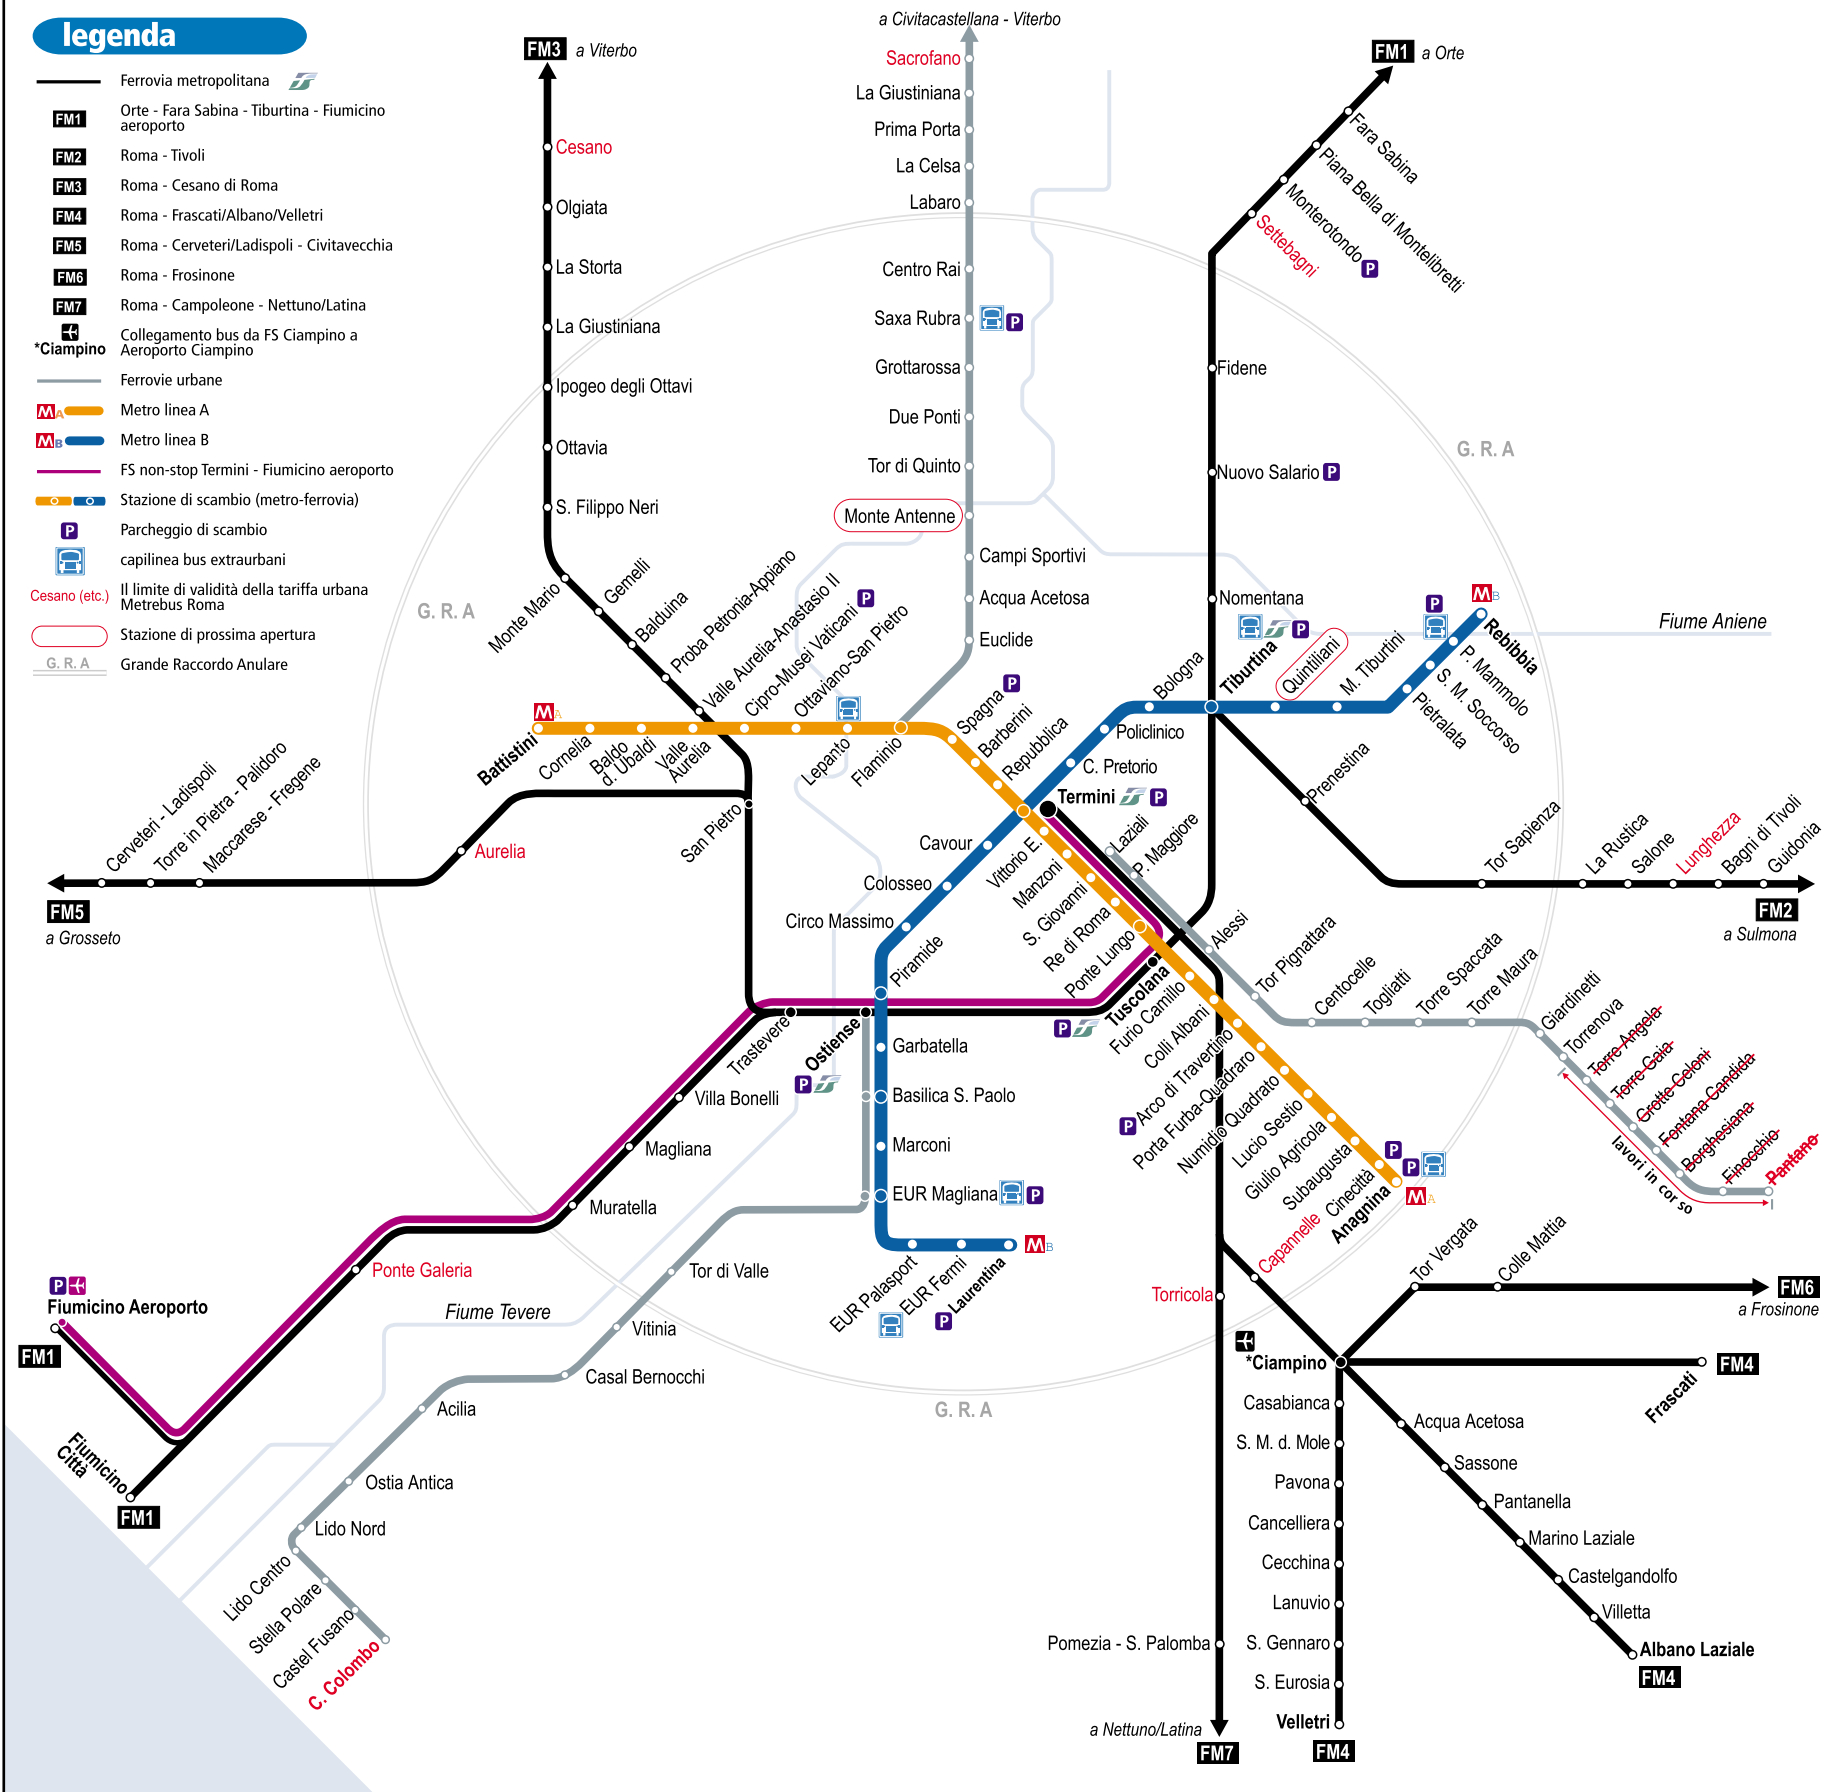 legenda
Ferrovia metropolitana
FM1
Orte - Fara Sabina - Tiburtina - Fiumicino
aeroporto
FM2
Roma - Tivoli
FM3
Roma - Cesano di Roma
FM4
Roma - Frascati/Albano/Velletri
FM5
Roma - Cerveteri/Ladispoli - Civitavecchia
FM6
Roma - Frosinone
FM7
Roma - Campoleone - Nettuno/Latina
*Ciampino
Collegamento bus da FS Ciampino a
Aeroporto Ciampino
Ferrovie urbane
MA
Metro linea A
MB
Metro linea B
FS non-stop Termini - Fiumicino aeroporto
Stazione di scambio (metro-ferrovia)
P
Parcheggio di scambio
capilinea bus extraurbani
Cesano (etc.)
Il limite di validità della tariffa urbana
Metrebus Roma
Stazione di prossima apertura
G. R. A
Grande Raccordo Anulare
FM3
a Viterbo
Cesano
Olgiata
La Storta
La Giustiniana
Ipogeo degli Ottavi
Ottavia
S. Filippo Neri
Monte Mario
Gemelli
Balduina
Proba Petronia-Appiano
Valle Aurelia-Anastasio II
San Pietro
a Civitacastellana - Viterbo
Sacrofano
La Giustiniana
Prima Porta
La Celsa
Labaro
Centro Rai
Saxa Rubra
P
Grottarossa
Due Ponti
Tor di Quinto
Monte Antenne
Campi Sportivi
Acqua Acetosa
Euclide
FM1
a Orte
Fara Sabina
Piana Bella di Montelibretti
Monterotondo
P
Settebagni
Fidene
Nuovo Salario
P
Nomentana
G. R. A
G. R. A
Fiume Aniene
MA
Battistini
Cornelia
Baldo
d. Ubaldi
Valle
Aurelia
Cipro-Musei Vaticani
P
Ottaviano-San Pietro
Lepanto
Flaminio
Spagna
P
Barberini
Repubblica
Termini
P
Vittorio E.
Manzoni
S. Giovanni
Re di Roma
Ponte Lungo
Furio Camillo
Colli Albani
Arco di Travertino
P
Porta Furba-Quadraro
Numidio Quadrato
Lucio Sestio
Giulio Agricola
Subaugusta
Cinecittà
P
Anagnina
P
MA
MB
Rebibbia
P
P. Mammolo
S. M. Soccorso
Pietralata
M. Tiburtini
Quintiliani
Tiburtina
P
Bologna
Policlinico
C. Pretorio
Cavour
Colosseo
Circo Massimo
Piramide
Garbatella
Basilica S. Paolo
Marconi
EUR Magliana
P
EUR Palasport
EUR Fermi
P
Laurentina
MB
Prenestina
Tor Sapienza
La Rustica
Salone
Lunghezza
Bagni di Tivoli
Guidonia
FM2
a Sulmona
Cerveteri - Ladispoli
Torre in Pietra - Palidoro
Maccarese - Fregene
Aurelia
FM5
a Grosseto
Laziali
P. Maggiore
Alessi
Tor Pignattara
Centocelle
Togliatti
Torre Spaccata
Torre Maura
Giardinetti
Torrenova
Torre Angela
Torre Gaia
Grotte Celoni
Fontana Candida
Borghesiana
Finocchio
Pantano
lavori in corso
P
Tuscolana
Ostiense
P
Trastevere
Villa Bonelli
Magliana
Muratella
Ponte Galeria
P
Fiumicino Aeroporto
FM1
Fiumicino
Città
FM1
Fiume Tevere
Tor di Valle
Vitinia
Casal Bernocchi
Acilia
Ostia Antica
Lido Nord
Lido Centro
Stella Polare
Castel Fusano
C. Colombo
G. R. A
Capannelle
Torricola
Pomezia - S. Palomba
a Nettuno/Latina
FM7
Tor Vergata
Colle Mattia
FM6
a Frosinone
*Ciampino
FM4
Frascati
Casabianca
S. M. d. Mole
Pavona
Cancelliera
Cecchina
Lanuvio
S. Gennaro
S. Eurosia
Velletri
FM4
Acqua Acetosa
Sassone
Pantanella
Marino Laziale
Castelgandolfo
Villetta
Albano Laziale
FM4